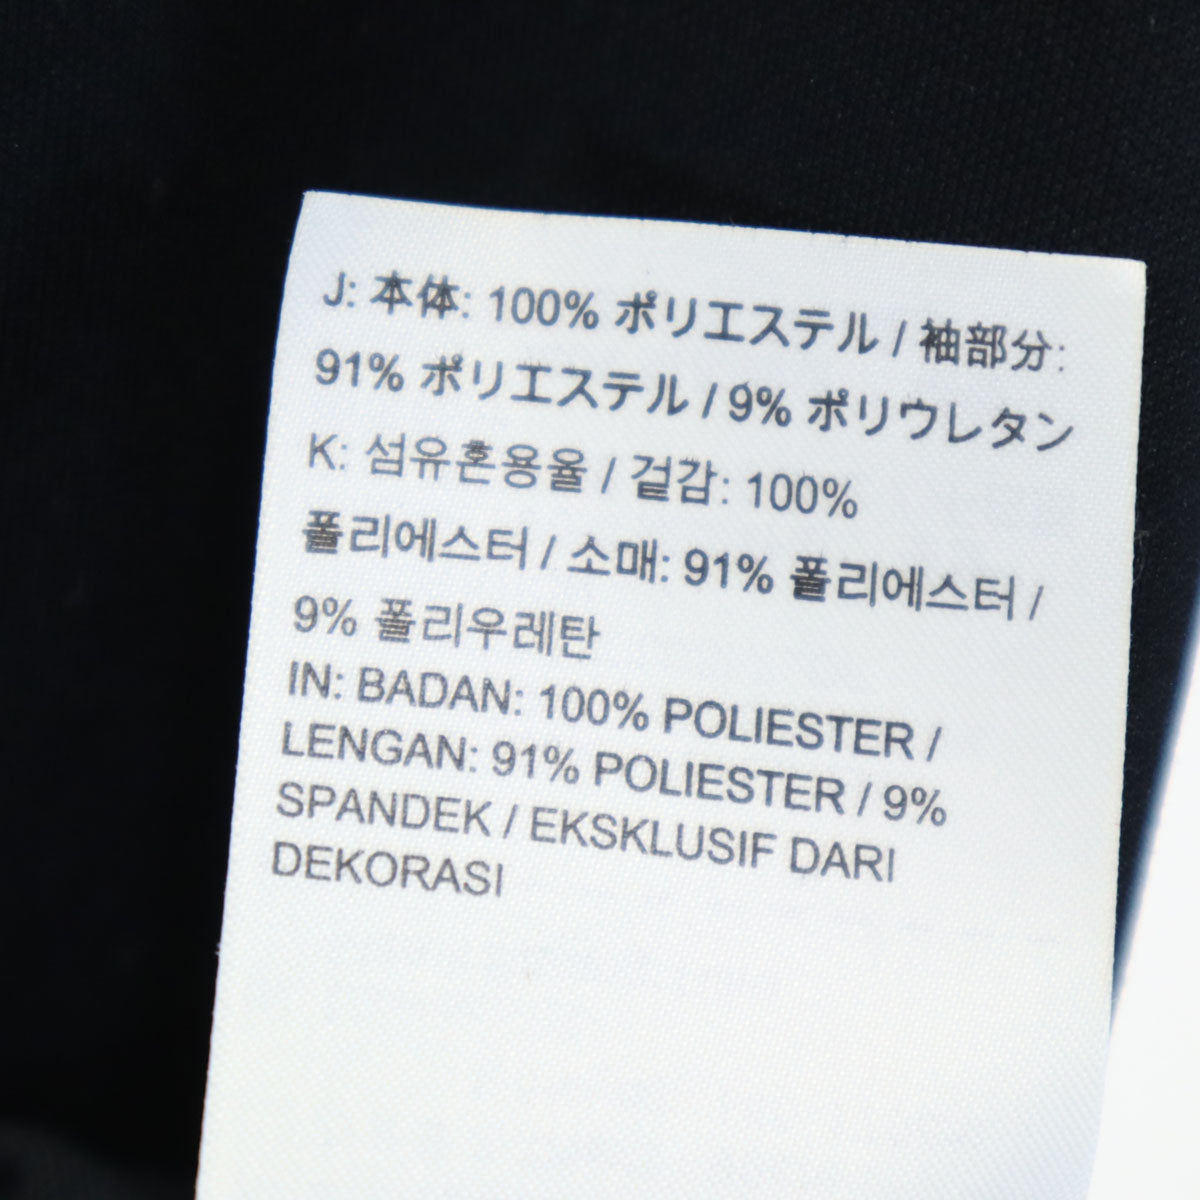 J: 本体: 100% ポリエステル / 袖部分:
91% ポリエステル / 9% ポリウレタン
K: 섬유혼용율 / 겉감: 100%
폴리에스터 / 소매: 91% 폴리에스터 /
9% 폴리우레탄
IN: BADAN: 100% POLIESTER /
LENGAN: 91% POLIESTER / 9%
SPANDEK / EKSKLUSIF DARI
DEKORASI